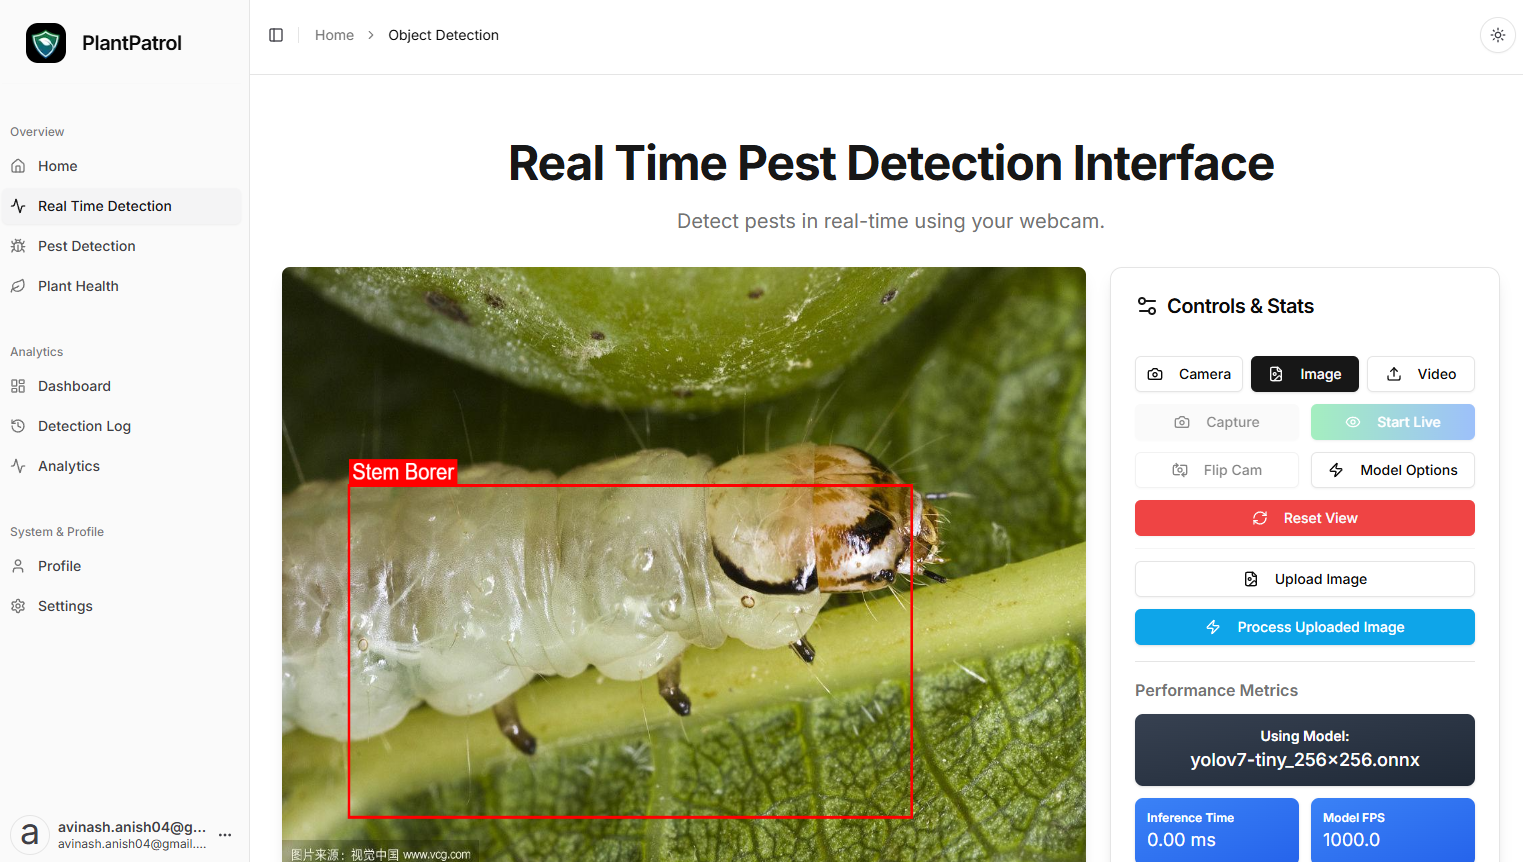 PlantPatrol
Home
Object Detection
Overview
Home
Real Time Detection
Pest Detection
Plant Health
Analytics
Dashboard
Detection Log
Analytics
System & Profile
Profile
Settings
a
avinash.anish04@g...
avinash.anish04@gmail....
Real Time Pest Detection Interface
Detect pests in real-time using your webcam.
Stem Borer
图片来源：视觉中国 www.vcg.com
Controls & Stats
Camera
Image
Video
Capture
Start Live
Flip Cam
Model Options
Reset View
Upload Image
Process Uploaded Image
Performance Metrics
Using Model:
yolov7-tiny_256x256.onnx
Inference Time
0.00 ms
Model FPS
1000.0